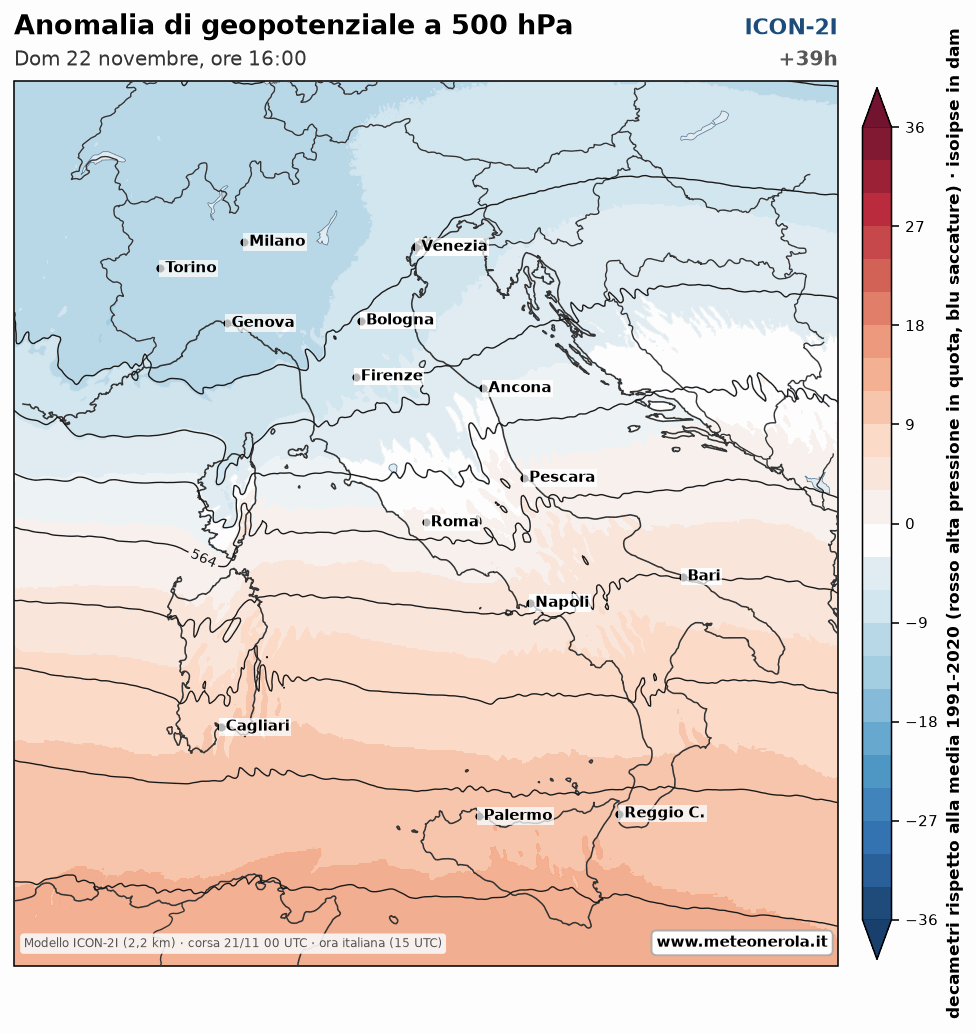 Anomalia di geopotenziale a 500 hPa
ICON-2I
Dom 22 novembre, ore 16:00
+39h
Milano
Venezia
Torino
Genova
Bologna
Firenze
Ancona
Pescara
Roma
564
Bari
Napoli
Cagliari
Palermo
Reggio C.
Modello ICON-2I (2,2 km) · corsa 21/11 00 UTC · ora italiana (15 UTC)
www.meteonerola.it
36
27
18
9
0
−9
−18
−27
−36
decametri rispetto alla media 1991-2020 (rosso alta pressione in quota, blu saccature) · isoipse in dam